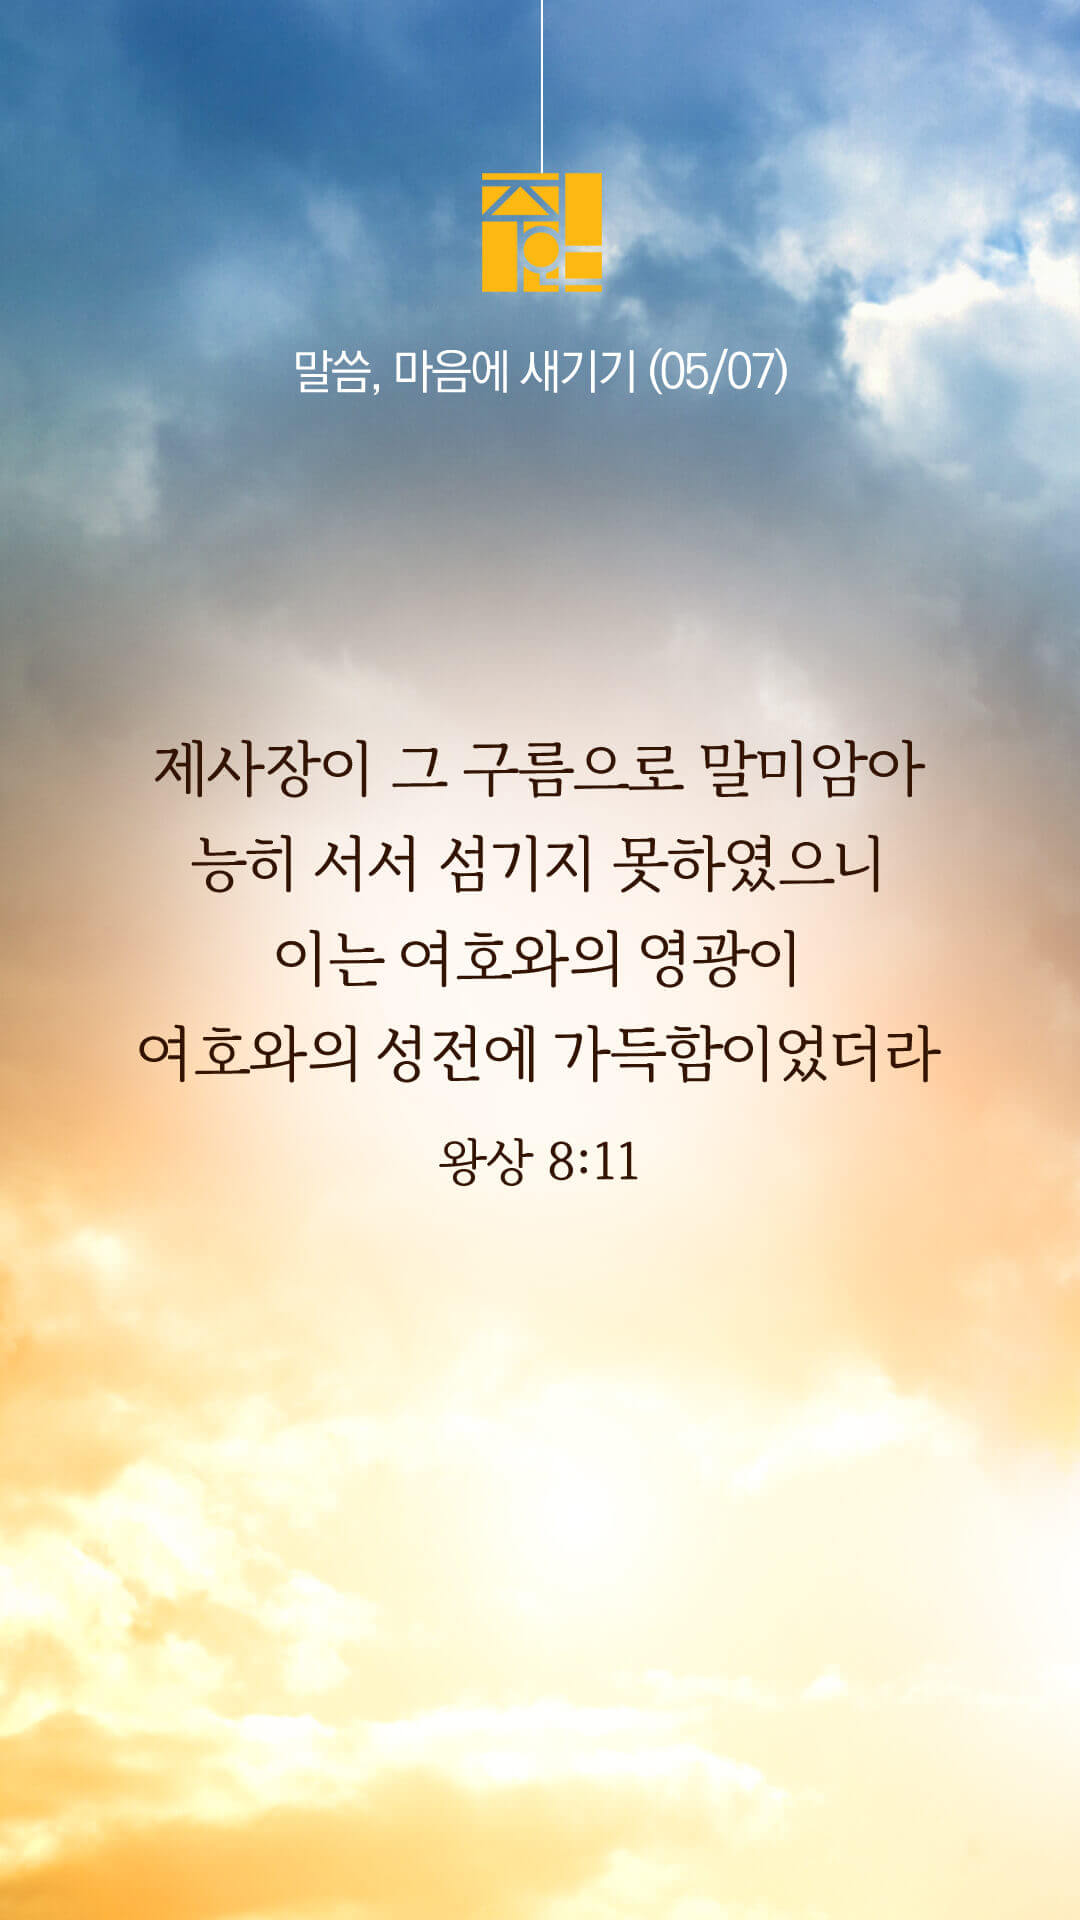 말씀, 마음에 새기기 (05/07)
제사장이 그 구름으로 말미암아
능히 서서 섬기지 못하였으니
이는 여호와의 영광이
여호와의 성전에 가득함이었더라
왕상 8:11